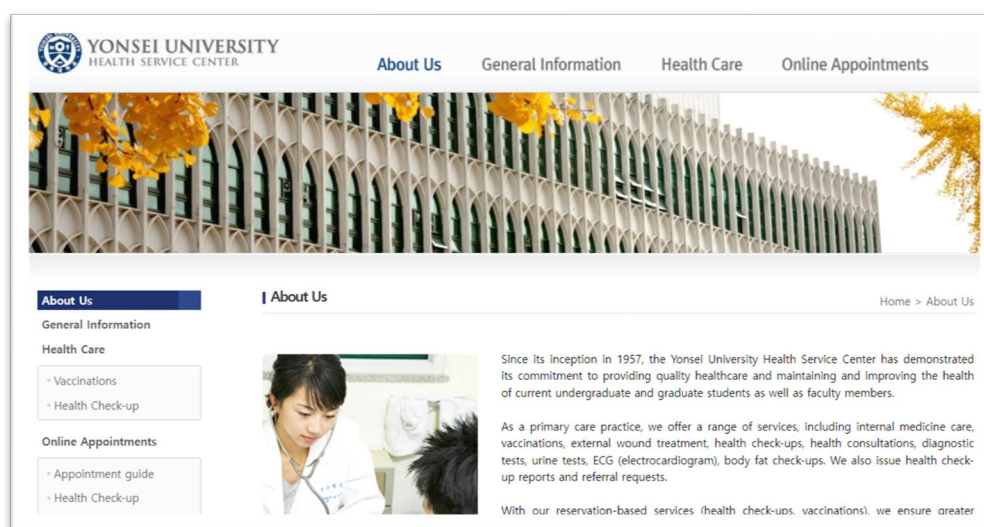 YONSEI UNIVERSITY
HEALTH SERVICE CENTER
About Us
General Information
Health Care
Online Appointments
About Us
General Information
Health Care
Vaccinations
Health Check-up
Online Appointments
Appointment guide
Health Check-up
About Us
Home > About Us
Since its inception in 1957, the Yonsei University Health Service Center has demonstrated
its commitment to providing quality healthcare and maintaining and improving the health
of current undergraduate and graduate students as well as faculty members.
As a primary care practice, we offer a range of services, including internal medicine care,
vaccinations, external wound treatment, health check-ups, health consultations, diagnostic
tests, urine tests, ECG (electrocardiogram), body fat check-ups. We also issue health check-
up reports and referral requests.
With our reservation-based services (health check-ups, vaccinations), we ensure greater